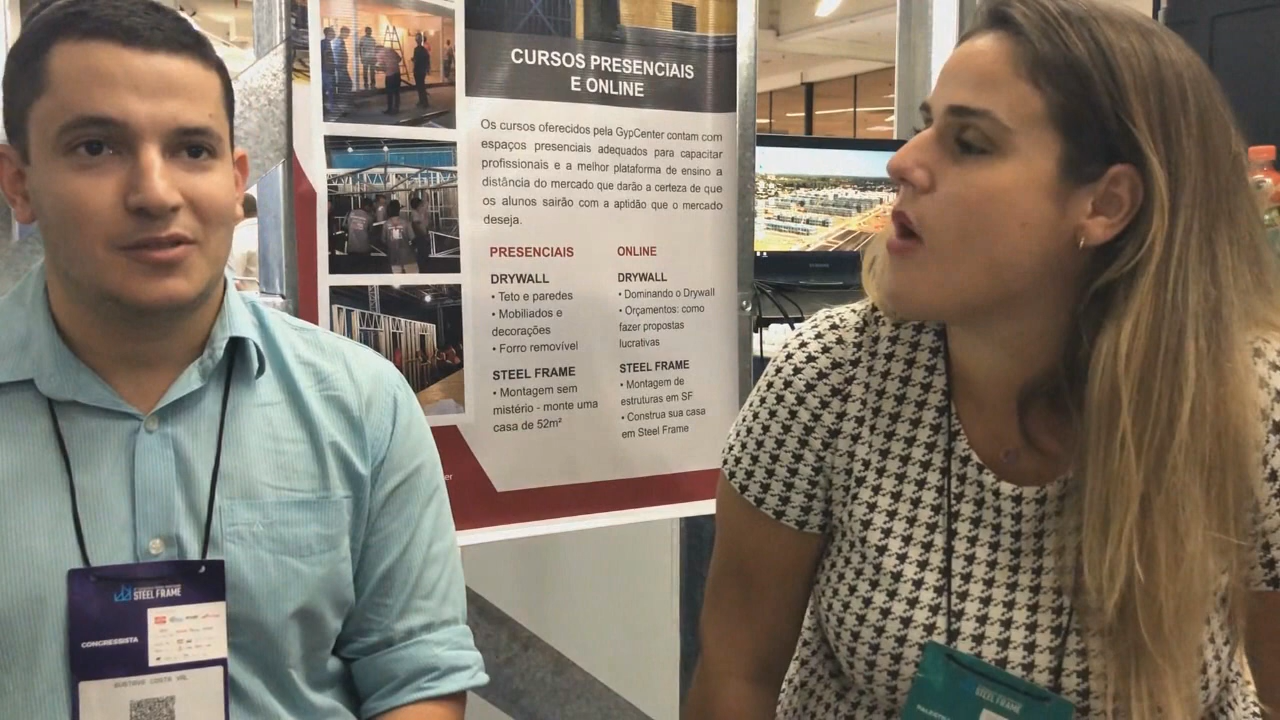 CURSOS PRESENCIAIS
E ONLINE
Os cursos oferecidos pela GypCenter contam com
espaços presenciais adequados para capacitar
profissionais e a melhor plataforma de ensino a
distância do mercado que darão a certeza de que
os alunos sairão com a aptidão que o mercado
deseja.
PRESENCIAIS
DRYWALL
• Teto e paredes
• Mobiliados e
decorações
• Forro removível
STEEL FRAME
• Montagem sem
mistério - monte uma
casa de 52m²
ONLINE
DRYWALL
• Dominando o Drywall
• Orçamentos: como
fazer propostas
lucrativas
STEEL FRAME
• Montagem de
estruturas em SF
• Construa sua casa
em Steel Frame
STEEL FRAME
CONGRESSISTA
GUSTAVO COSTA VAL
STEEL FRAME